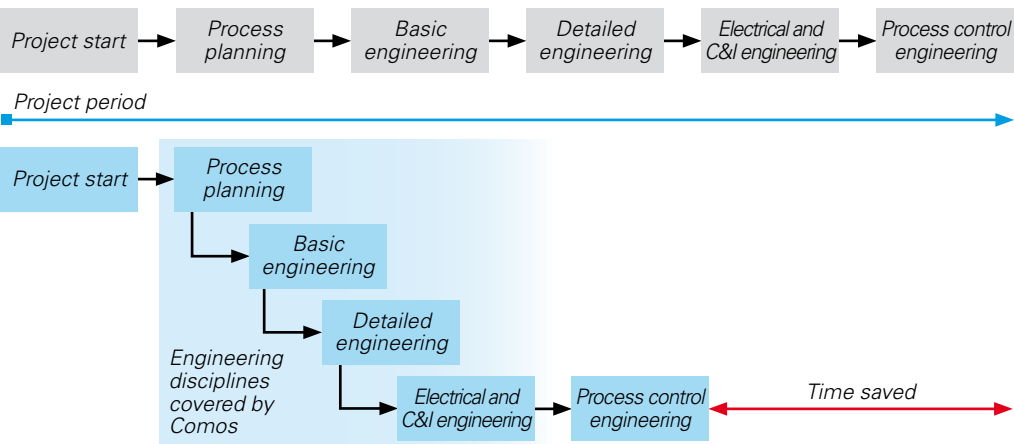 Project start
Process
planning
Basic
engineering
Detailed
engineering
Electrical and
C&I engineering
Process control
engineering
Project period
Project start
Process
planning
Basic
engineering
Detailed
engineering
Engineering
disciplines
covered by
Comos
Electrical and
C&I engineering
Process control
engineering
Time saved